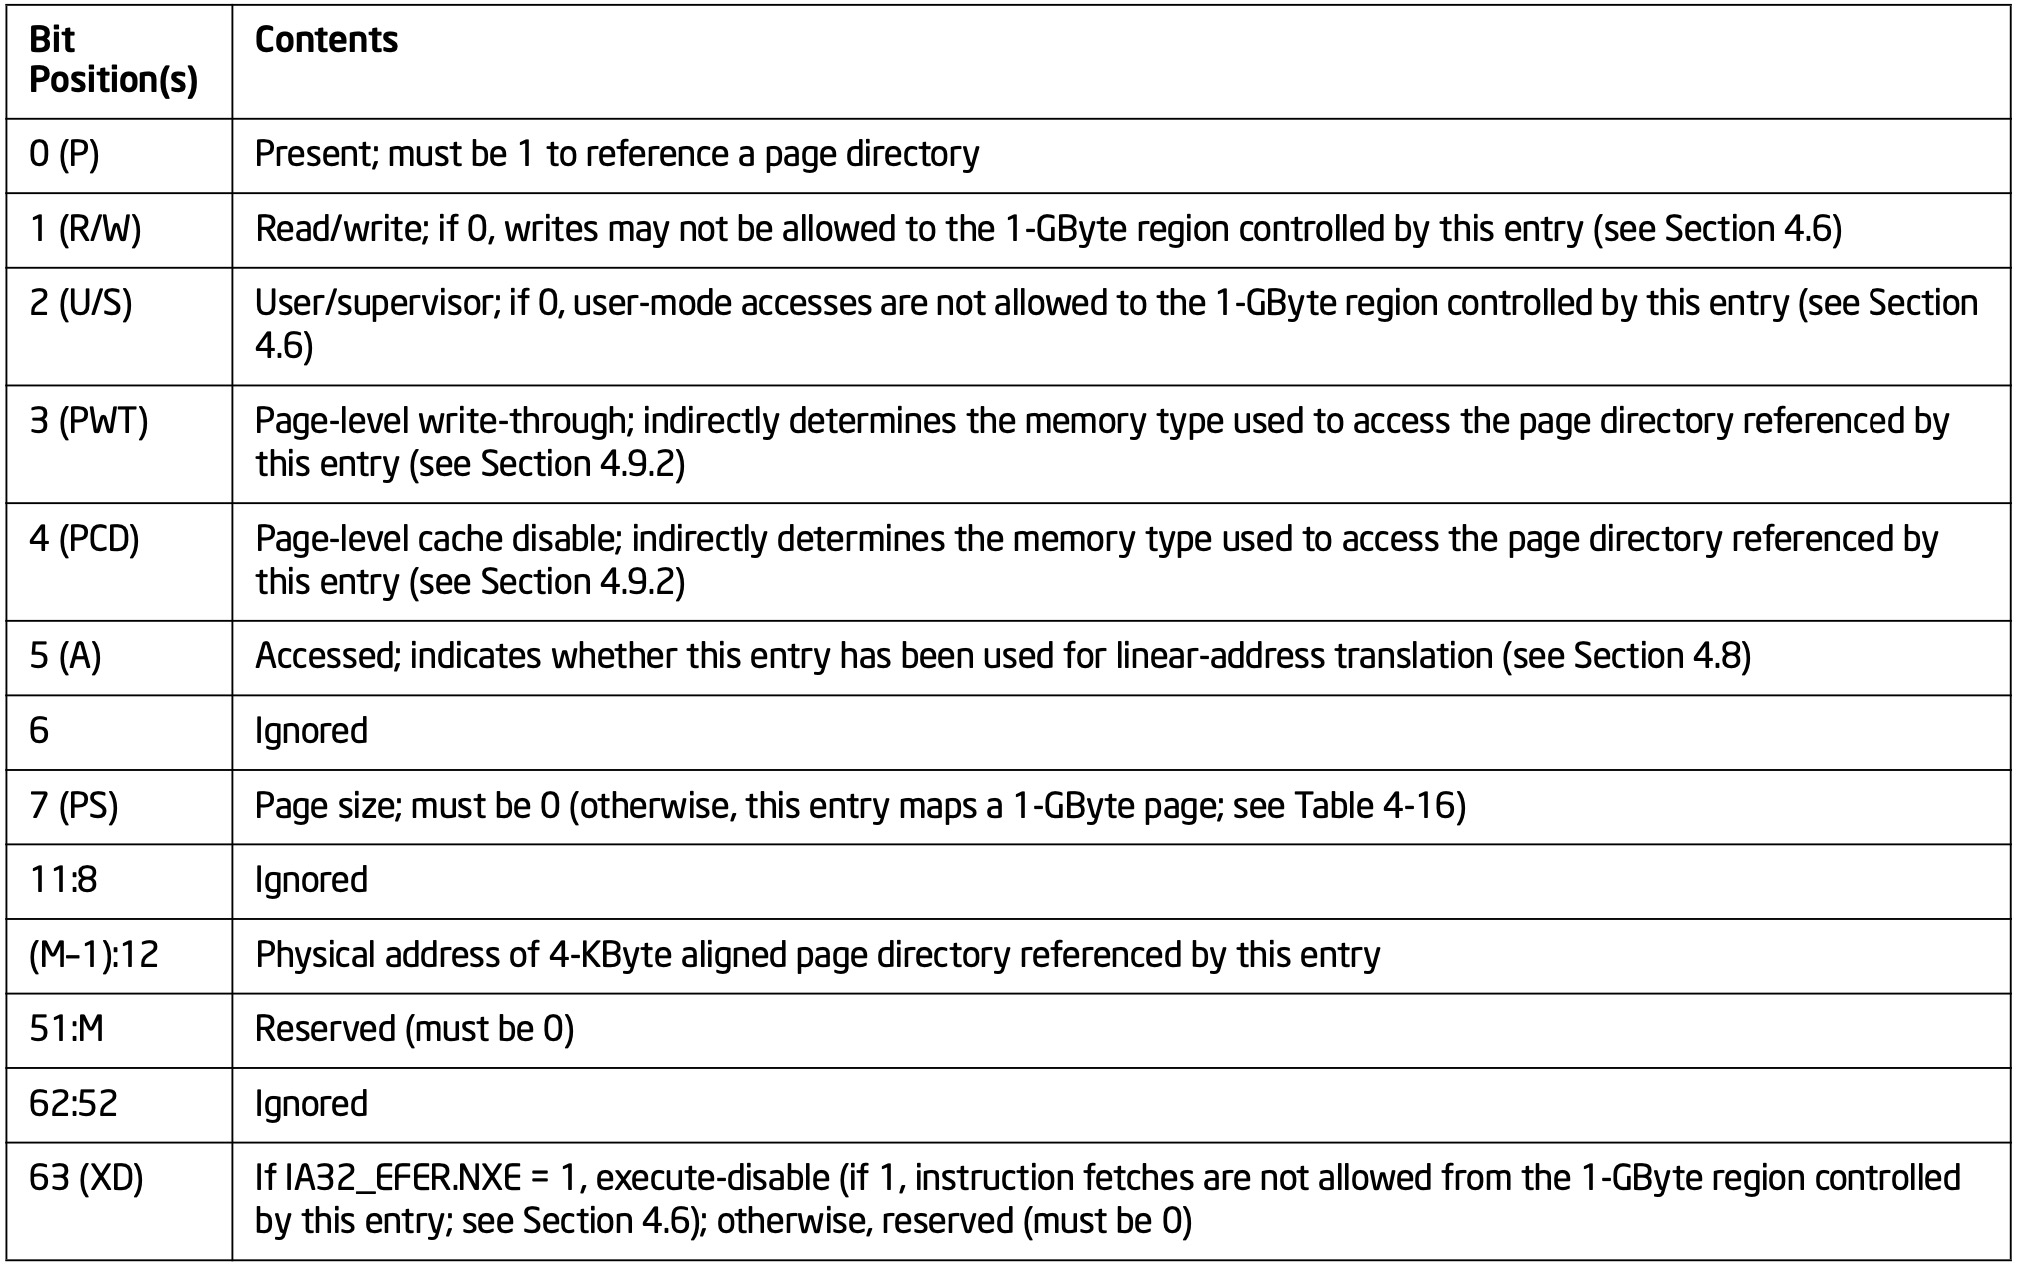 Bit
Position(s)
Contents
0 (P)
Present; must be 1 to reference a page directory
1 (R/W)
Read/write; if 0, writes may not be allowed to the 1-GByte region controlled by this entry (see Section 4.6)
2 (U/S)
User/supervisor; if 0, user-mode accesses are not allowed to the 1-GByte region controlled by this entry (see Section
4.6)
3 (PWT)
Page-level write-through; indirectly determines the memory type used to access the page directory referenced by
this entry (see Section 4.9.2)
4 (PCD)
Page-level cache disable; indirectly determines the memory type used to access the page directory referenced by
this entry (see Section 4.9.2)
5 (A)
Accessed; indicates whether this entry has been used for linear-address translation (see Section 4.8)
6
Ignored
7 (PS)
Page size; must be 0 (otherwise, this entry maps a 1-GByte page; see Table 4-16)
11:8
Ignored
(M–1):12
Physical address of 4-KByte aligned page directory referenced by this entry
51:M
Reserved (must be 0)
62:52
Ignored
63 (XD)
If IA32_EFER.NXE = 1, execute-disable (if 1, instruction fetches are not allowed from the 1-GByte region controlled
by this entry; see Section 4.6); otherwise, reserved (must be 0)